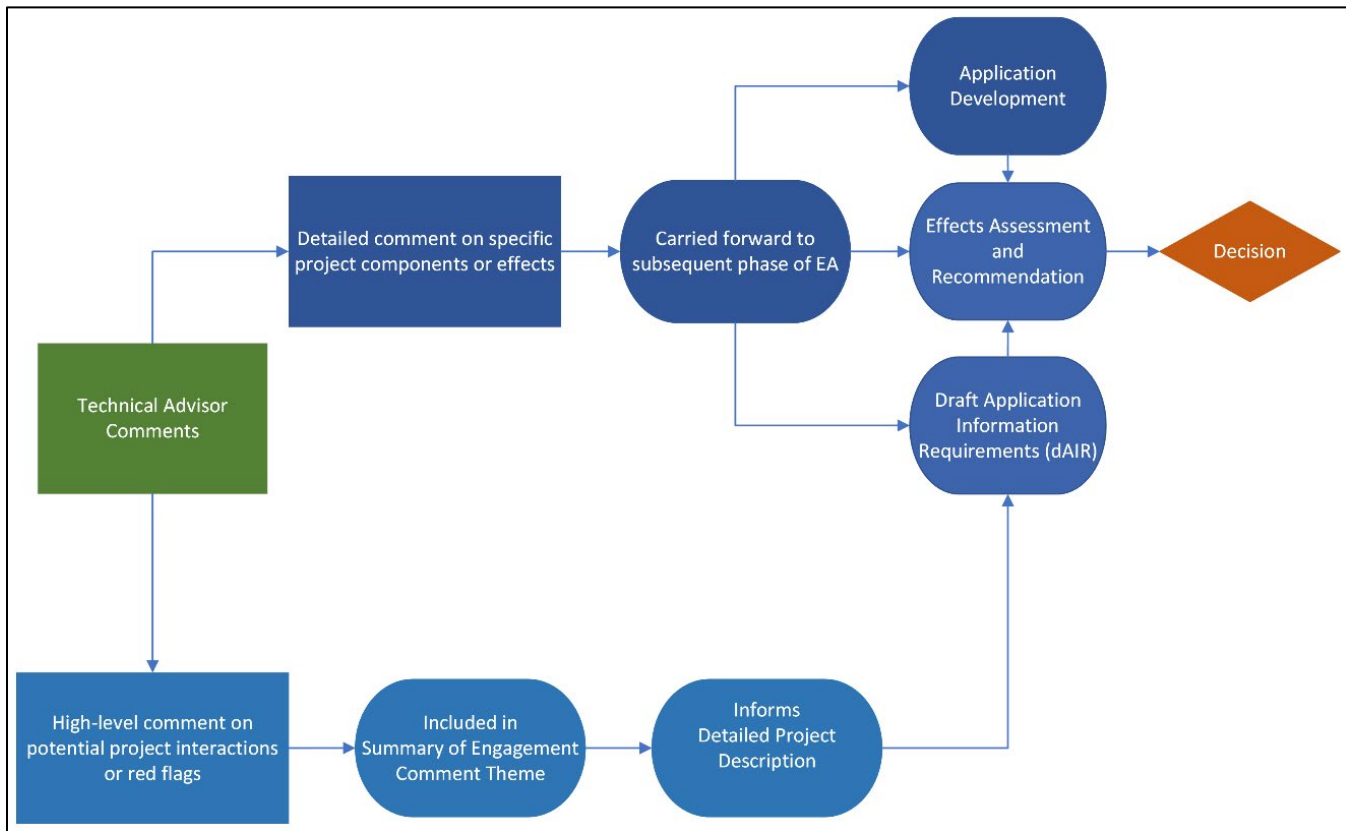 Application
Development
Detailed comment on specific
project components or effects
Carried forward to
subsequent phase of EA
Effects Assessment
and
Recommendation
Decision
Technical Advisor
Comments
Draft Application
Information
Requirements (dAIR)
High-level comment on
potential project interactions
or red flags
Included in
Summary of Engagement
Comment Theme
Informs
Detailed Project
Description